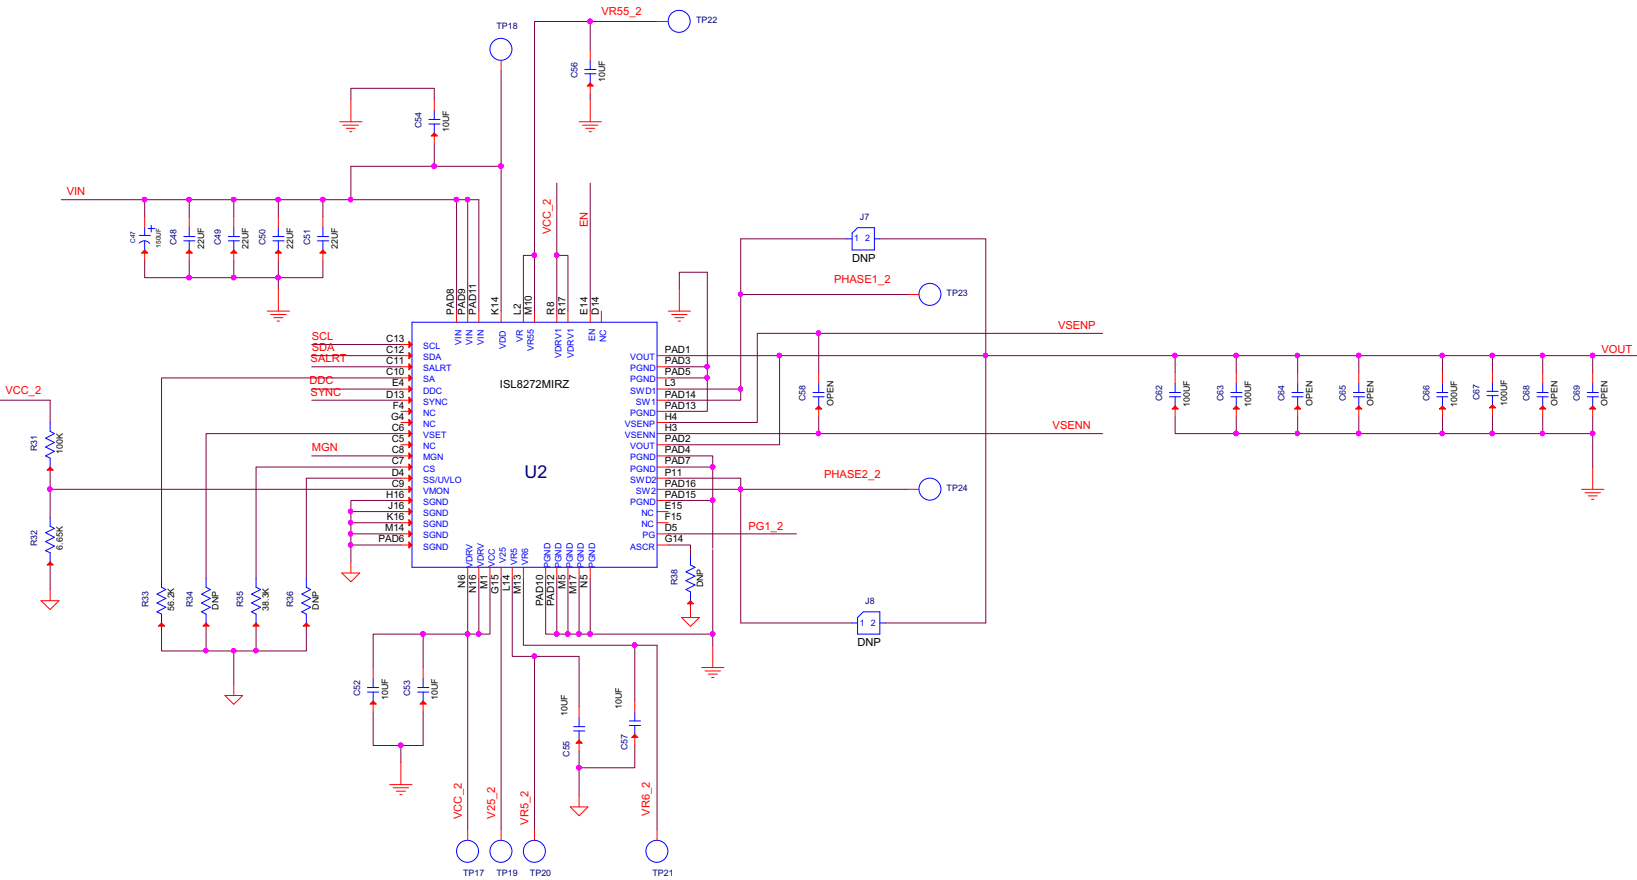 VR55_2
TP22
TP18
C56
10UF
C54
10UF
VIN
C47
+
150UF
C48
22UF
C49
22UF
C50
22UF
C51
22UF
VCC_2
EN
J7
1 2
DNP
PHASE1_2
TP23
PAD8
PAD9
PAD11
K14
L2
M10
R8
R17
E14
D14
VIN
VIN
VIN
VDD
VR
VR55
VDRV1
VDRV1
EN
NC
VSENP
VOUT
SCL
SDA
SALRT
DDC
SYNC
MGN
C13
C12
C11
C10
E4
D13
F4
G4
C6
C5
C8
C7
D4
C9
H16
J16
K16
M14
PAD6
SCL
SDA
SALRT
SA
DDC
SYNC
NC
NC
VSET
NC
MGN
CS
SS/UVLO
VMON
SGND
SGND
SGND
SGND
SGND
ISL8272MIRZ
U2
VOUT
PGND
PGND
SWD1
SW1
PGND
VSENP
VSENN
VOUT
PGND
PGND
SWD2
SW2
PGND
NC
NC
PG
ASCR
PAD1
PAD3
PAD5
L3
PAD14
PAD13
H4
H3
PAD2
PAD4
PAD7
P11
PAD16
PAD15
E15
F15
D5
G14
VCC_2
R31
100K
R32
6.65K
C58
OPEN
VSENN
C62
100UF
C63
100UF
C64
OPEN
C65
OPEN
C66
100UF
C67
100UF
C68
OPEN
C69
OPEN
PHASE2_2
TP24
PG1_2
VDRV
VDRV
VCC
V25
VR5
VR6
PGND
PGND
PGND
PGND
PGND
N6
N16
M1
G15
L14
M13
PAD10
PAD12
M5
M17
N5
R33
56.2K
R34
DNP
R35
38.3K
R36
DNP
R38
DNP
J8
1 2
DNP
C52
10UF
C53
10UF
10UF
C55
10UF
C57
VCC_2
V25_2
VR5_2
VR6_2
TP17
TP19
TP20
TP21